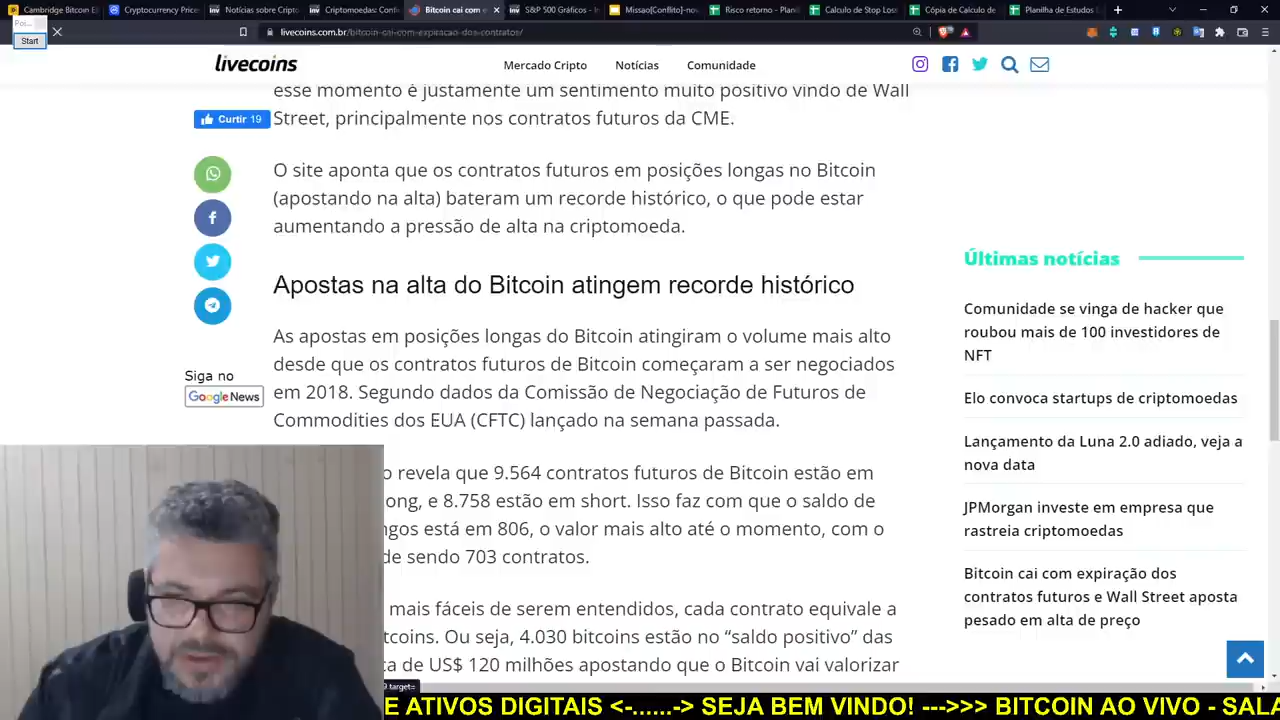 Cambridge Bitcoin E
Cryptocurrency Price
Notícias sobre Cripto
Criptomoedas: Conf
Bitcoin cai com e
S&P 500 Gráficos - In
Missao[Conflito]-no
Risco retorno - Plani
Calculo de Stop Loss
Cópia de Calculo de
Planilha de Estudos
Start
livecoins.com.br/bitcoin-cai-com-expiracao-dos-contratos/
livecoins
Mercado Cripto
Notícias
Comunidade
esse momento é justamente um sentimento muito positivo vindo de Wall
Curtir 19
Street, principalmente nos contratos futuros da CME.
O site aponta que os contratos futuros em posições longas no Bitcoin
(apostando na alta) bateram um recorde histórico, o que pode estar
aumentando a pressão de alta na criptomoeda.
Apostas na alta do Bitcoin atingem recorde histórico
As apostas em posições longas do Bitcoin atingiram o volume mais alto
desde que os contratos futuros de Bitcoin começaram a ser negociados
em 2018. Segundo dados da Comissão de Negociação de Futuros de
Commodities dos EUA (CFTC) lançado na semana passada.
Siga no
Google News
o revela que 9.564 contratos futuros de Bitcoin estão em
ong, e 8.758 estão em short. Isso faz com que o saldo de
ngos está em 806, o valor mais alto até o momento, com o
de sendo 703 contratos.
mais fáceis de serem entendidos, cada contrato equivale a
tcoins. Ou seja, 4.030 bitcoins estão no “saldo positivo” das
ca de US$ 120 milhões apostando que o Bitcoin vai valorizar
Últimas notícias
Comunidade se vinga de hacker que
roubou mais de 100 investidores de
NFT
Elo convoca startups de criptomoedas
Lançamento da Luna 2.0 adiado, veja a
nova data
JPMorgan investe em empresa que
rastreia criptomoedas
Bitcoin cai com expiração dos
contratos futuros e Wall Street aposta
pesado em alta de preço
target=
E ATIVOS DIGITAIS <-......-> SEJA BEM VINDO! --->>> BITCOIN AO VIVO - SALA